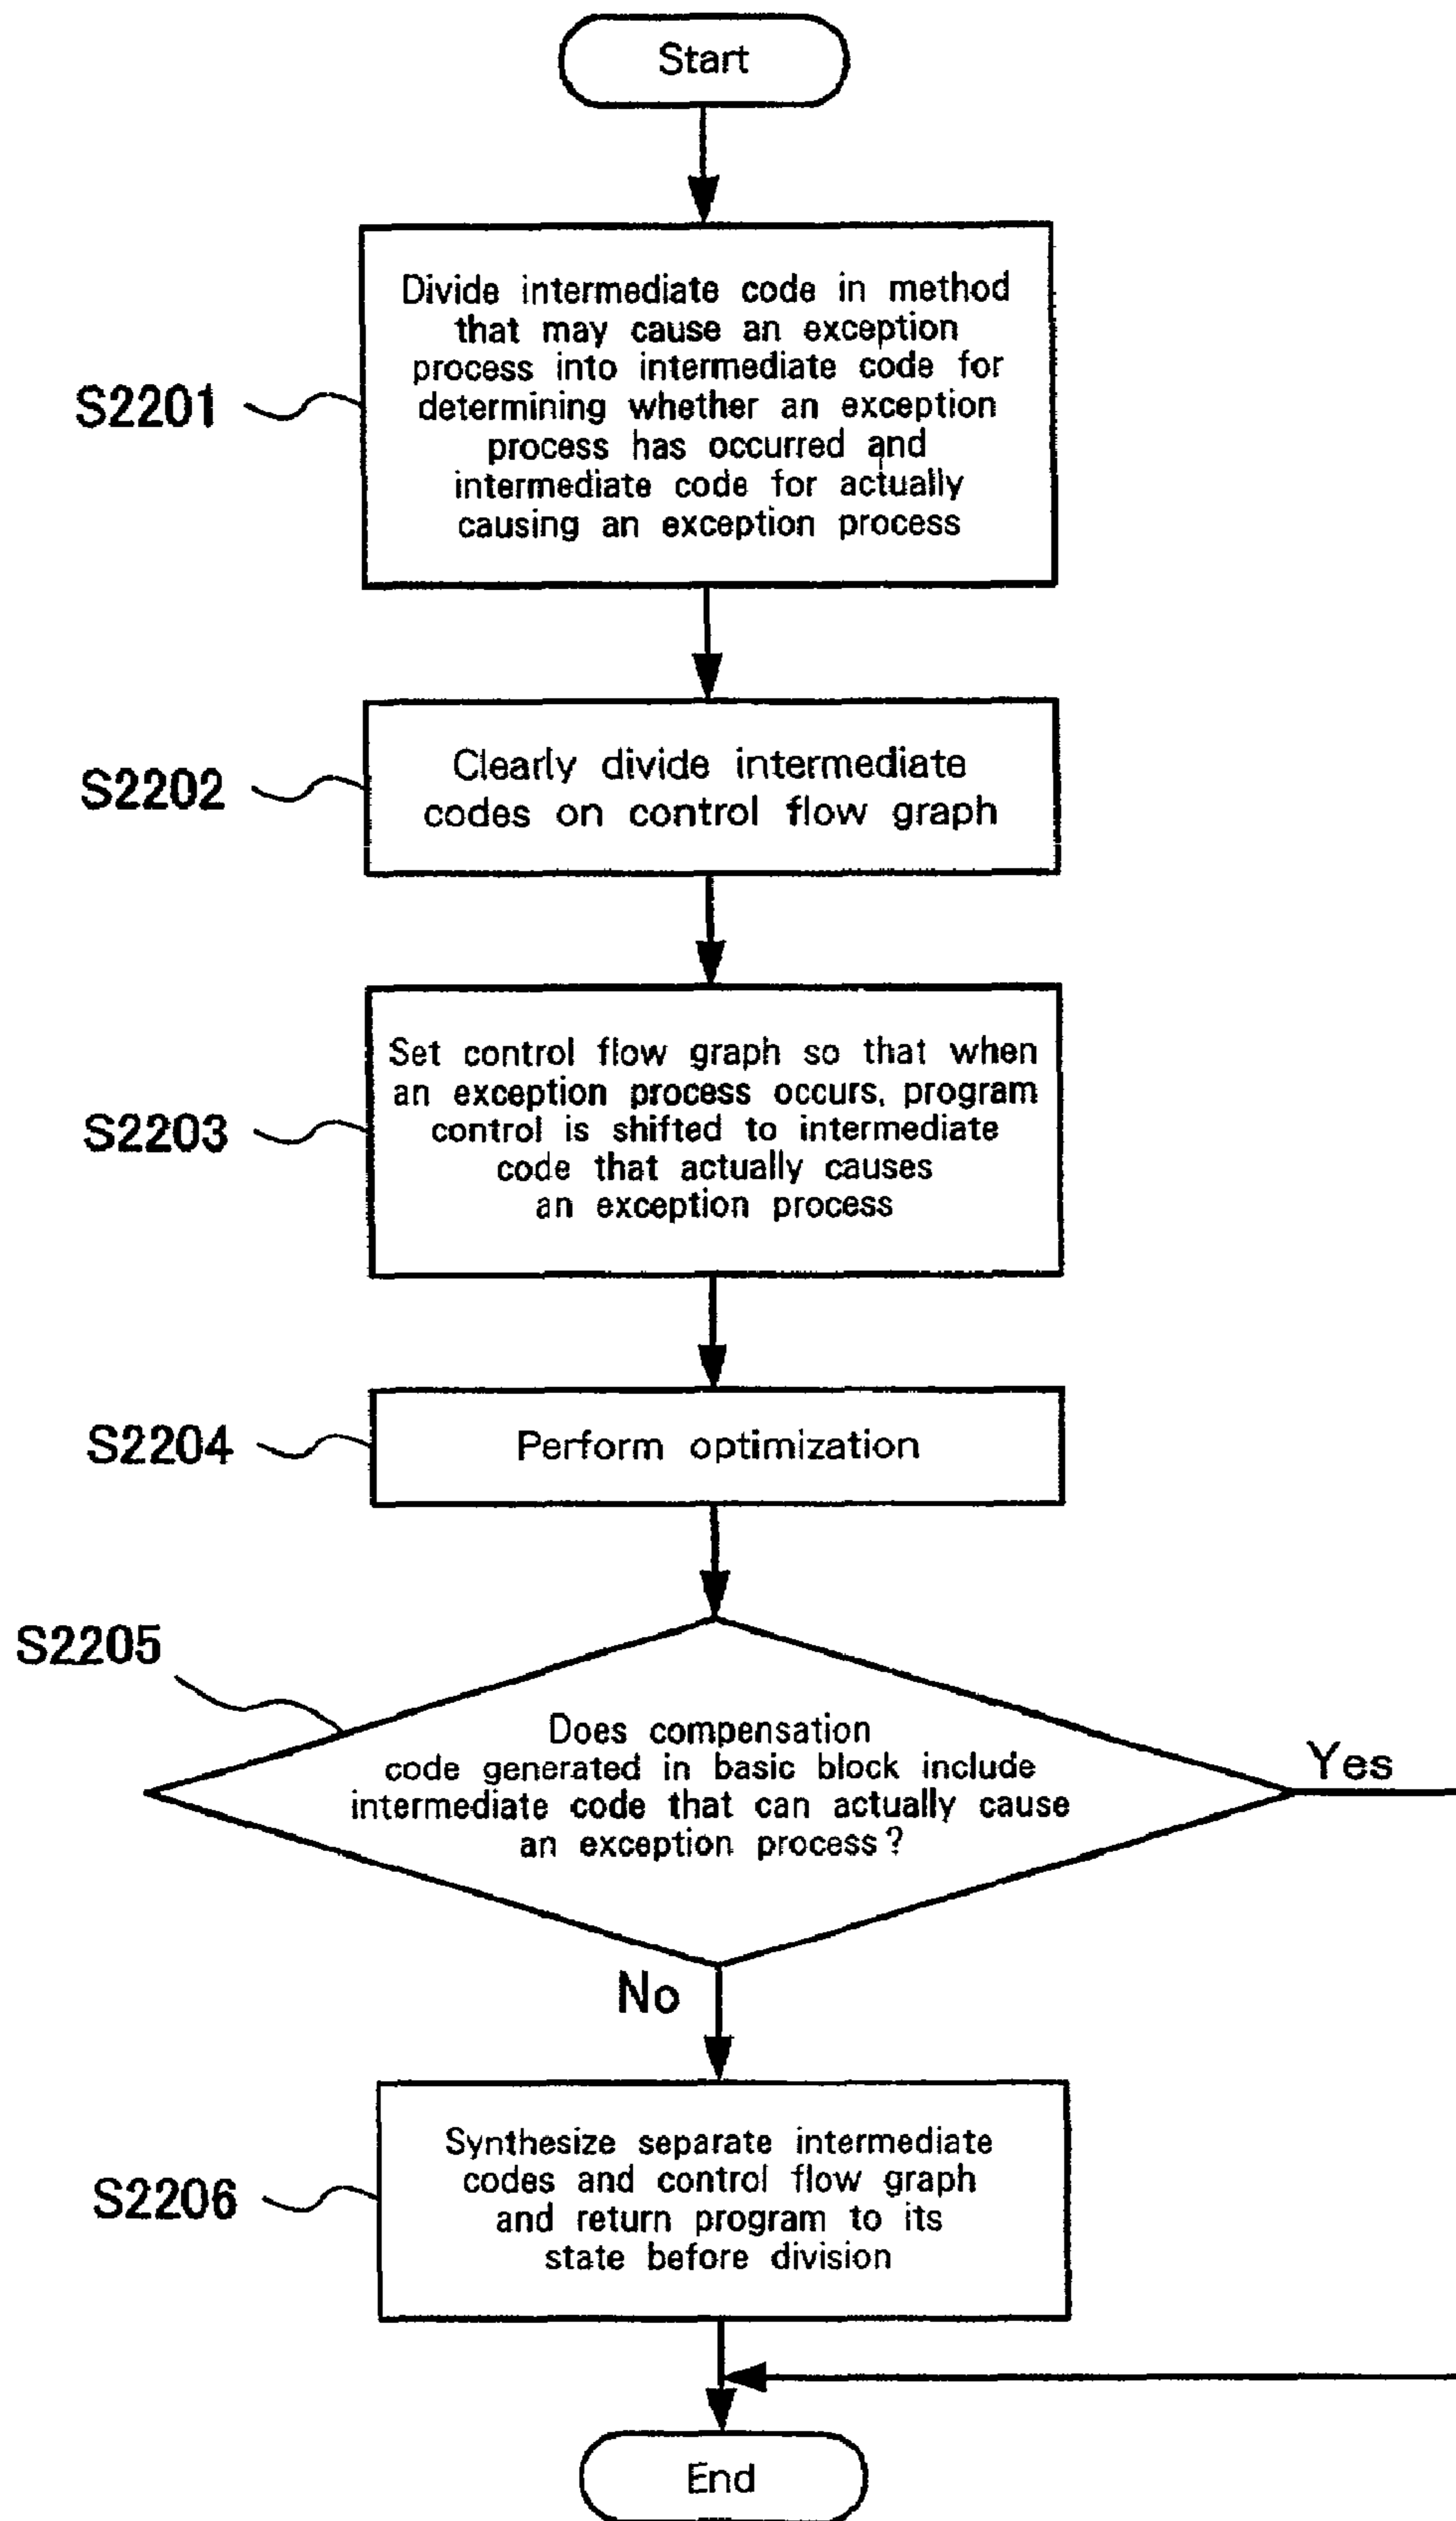 Start
S2201
Divide intermediate code in method
that may cause an exception
process into intermediate code for
determining whether an exception
process has occurred and
intermediate code for actually
causing an exception process
S2202
Clearly divide intermediate
codes on control flow graph
S2203
Set control flow graph so that when
an exception process occurs, program
control is shifted to intermediate
code that actually causes
an exception process
S2204
Perform optimization
S2205
Does compensation
code generated in basic block include
intermediate code that can actually cause
an exception process?
Yes
No
S2206
Synthesize separate intermediate
codes and control flow graph
and return program to its
state before division
End